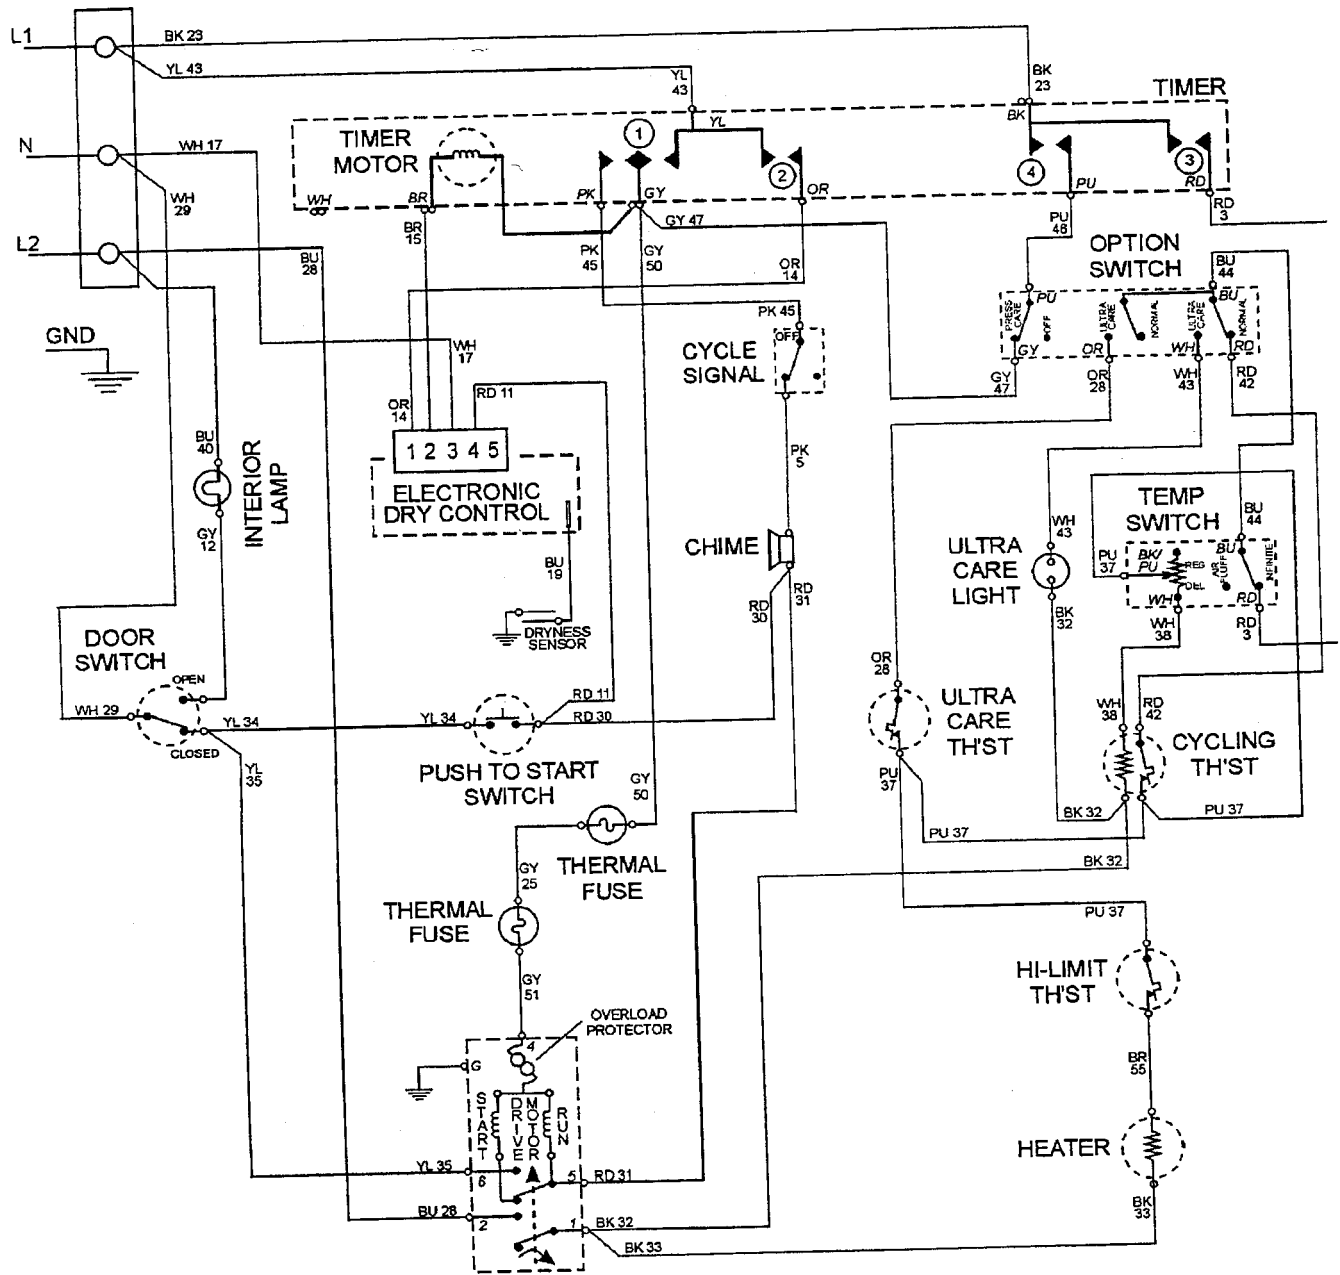 L1
BK 23
YL 43
YL
43
BK
23
TIMER
N
WH 17
TIMER
MOTOR
1
YL
2
BK
4
3
WH
29
WH
BR
PK
GY
OR
PU
RD
L2
BU
28
BR
15
PK
45
GY
50
GY 47
OR
14
PU
46
RD
3
OPTION
SWITCH
BU
44
GND
WH
17
CYCLE
SIGNAL
PK 45
OFF
PRESS
CARE
PU
OFF
GY
ULTRA
CARE
NORMAL
OR
ULTRA
CARE
BU
NORMAL
WH
RD
GY
47
OR
28
WH
43
RD
42
OR
14
RD 11
BU
40
INTERIOR
LAMP
1 2 3 4 5
ELECTRONIC
DRY CONTROL
PK
5
GY
12
TEMP
SWITCH
BU
44
CHIME
ULTRA
CARE
LIGHT
WH
43
PU
37
BK/
PU
REG
DEL
WH
AIR
FLUFF
BU
INFINITE
RD
BU
19
DRYNESS
SENSOR
RD
30
RD
31
BK
32
WH
38
RD
3
DOOR
SWITCH
OPEN
WH 29
CLOSED
YL 34
YL 34
RD 11
RD 30
OR
28
ULTRA
CARE
TH'ST
WH
38
RD
42
CYCLING
TH'ST
YL
35
PUSH TO START
SWITCH
GY
50
PU
37
BK 32
PU 37
PU 37
BK 32
THERMAL
FUSE
GY
25
THERMAL
FUSE
PU 37
GY
51
HI-LIMIT
TH'ST
OVERLOAD
PROTECTOR
4
G
START
DRIVE
MOTOR
RUN
BR
55
HEATER
YL 35
6
5
RD 31
BU 28
2
1
BK 32
BK 33
BK
33